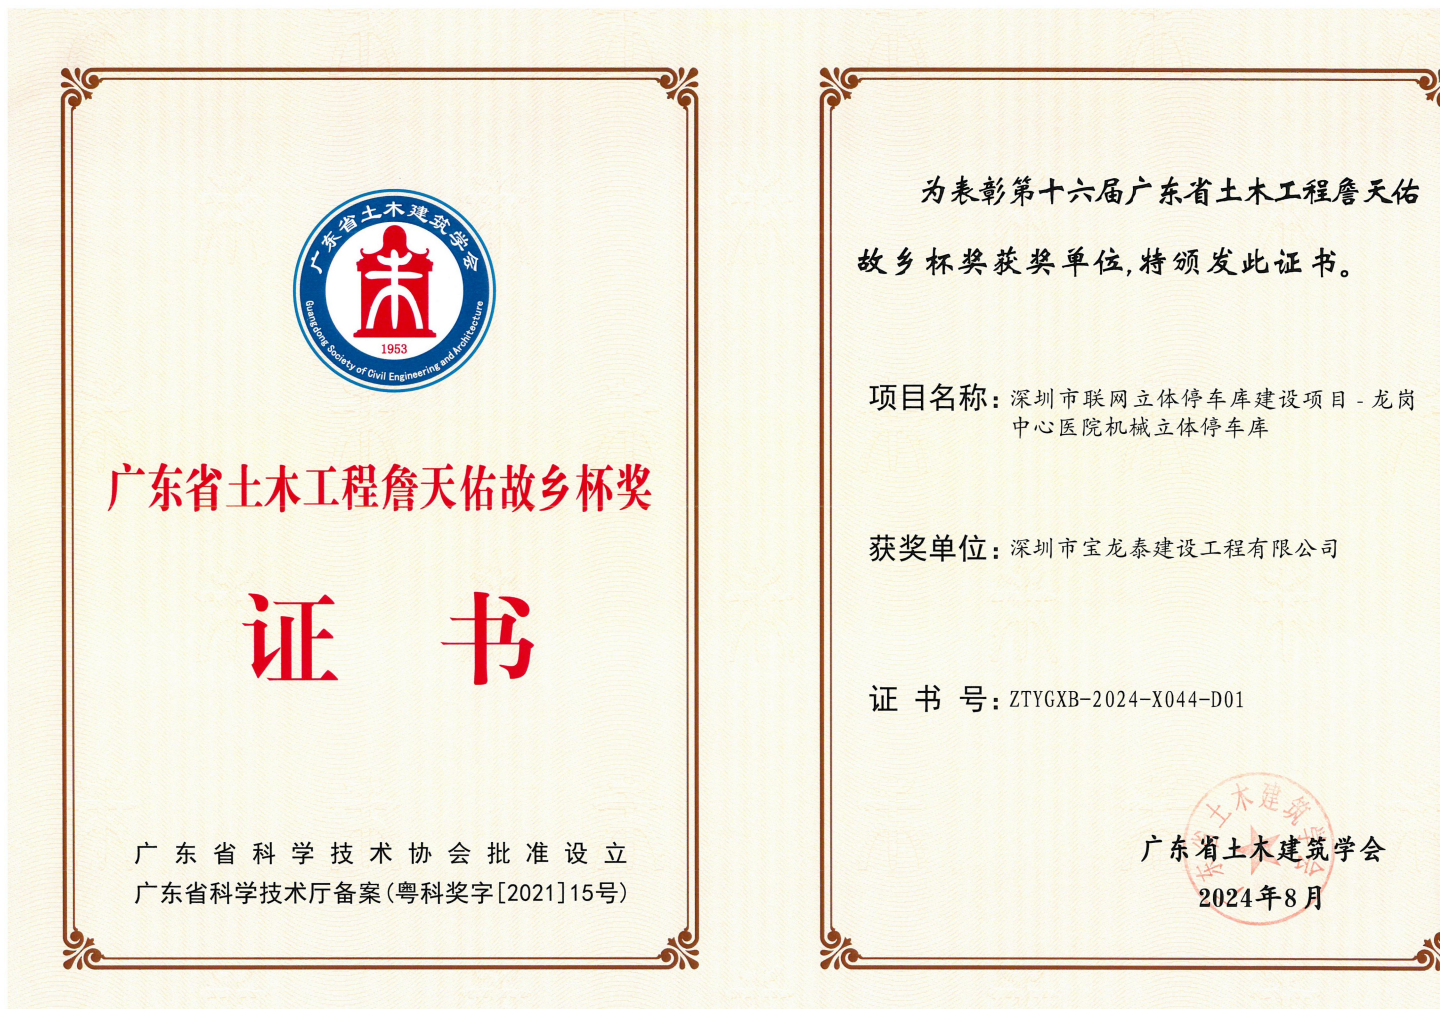 广东省土木建筑学会
1953
Guangdong Society of Civil Engineering and Architecture
广东省土木工程詹天佑故乡杯奖
证 书
广东省科学技术协会批准设立
广东省科学技术厅备案(粤科奖字[2021]15号)
为表彰第十六届广东省土木工程詹天佑
故乡杯奖获奖单位,特颁发此证书。
项目名称:深圳市联网立体停车库建设项目-龙岗
中心医院机械立体停车库
获奖单位:深圳市宝龙泰建设工程有限公司
证书号:ZTYGXB-2024-X044-D01
东省土木建筑学会
广东省土木建筑学会
2024年8月